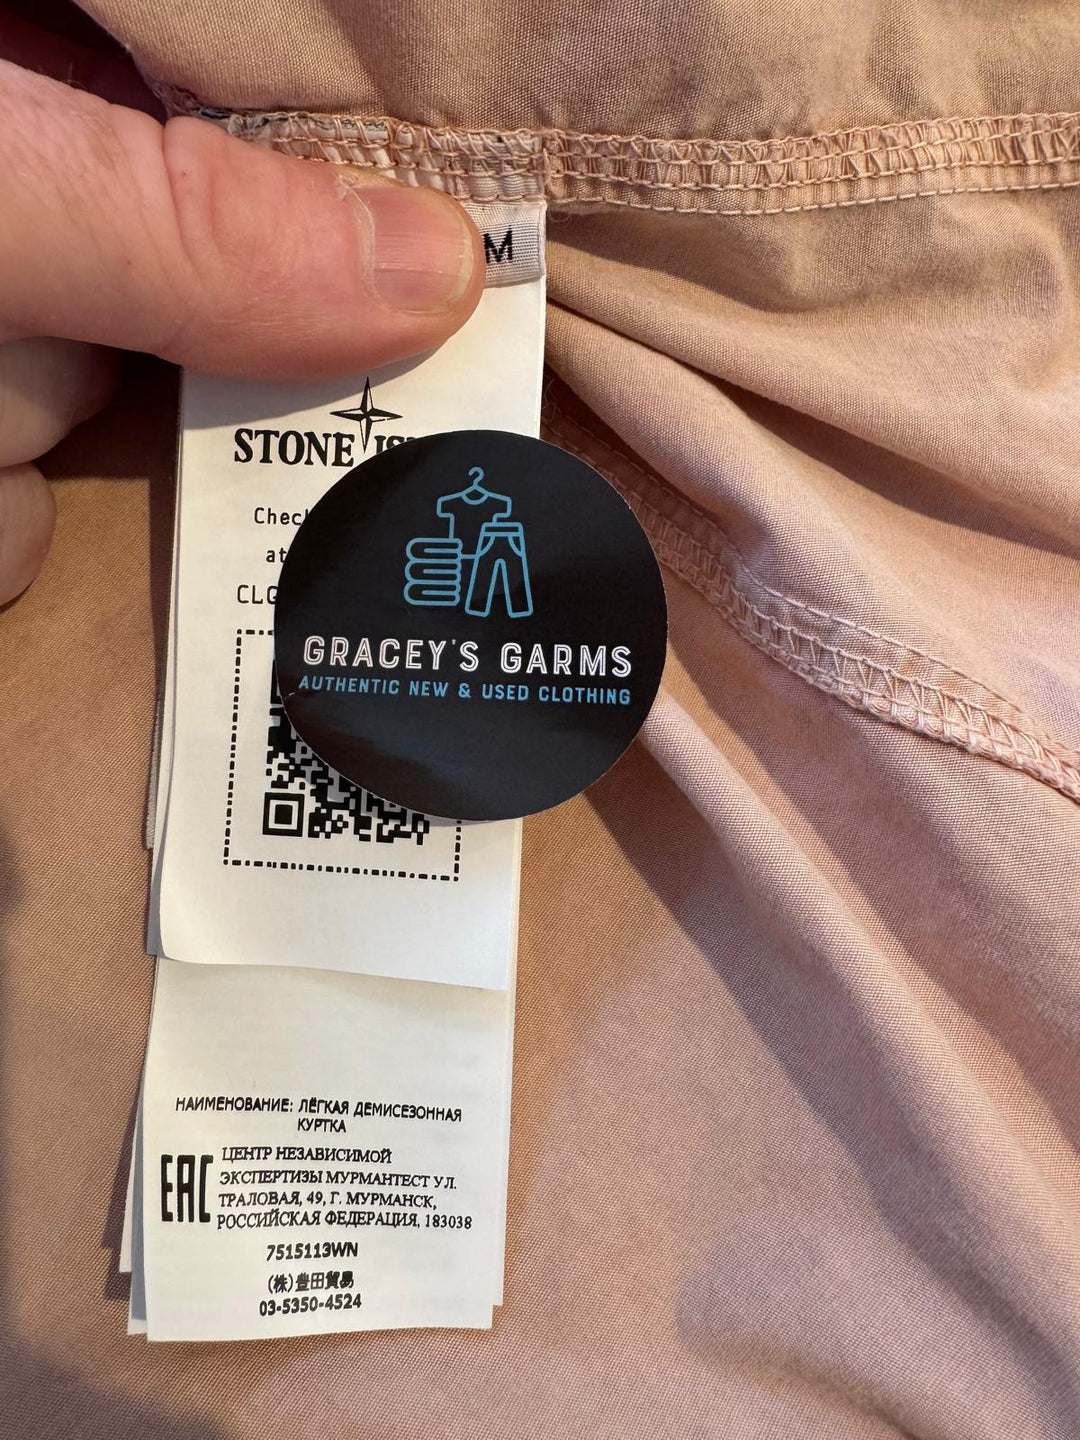 M
STONE
at
GRACEY'S GARMS
AUTHENTIC NEW & USED CLOTHING
НАИМЕНОВАНИЕ: ЛЁГКАЯ ДЕМИСЕЗОННАЯ
КУРТКА
EAC
ЦЕНТР НЕЗАВИСИМОЙ
ЭКСПЕРТИЗЫ МУРМАНТЕСТ УЛ.
ТРАЛОВАЯ, 49, Г. МУРМАНСК,
РОССИЙСКАЯ ФЕДЕРАЦИЯ, 183038
7515113WN
(株)豊田貿易
03-5350-4524